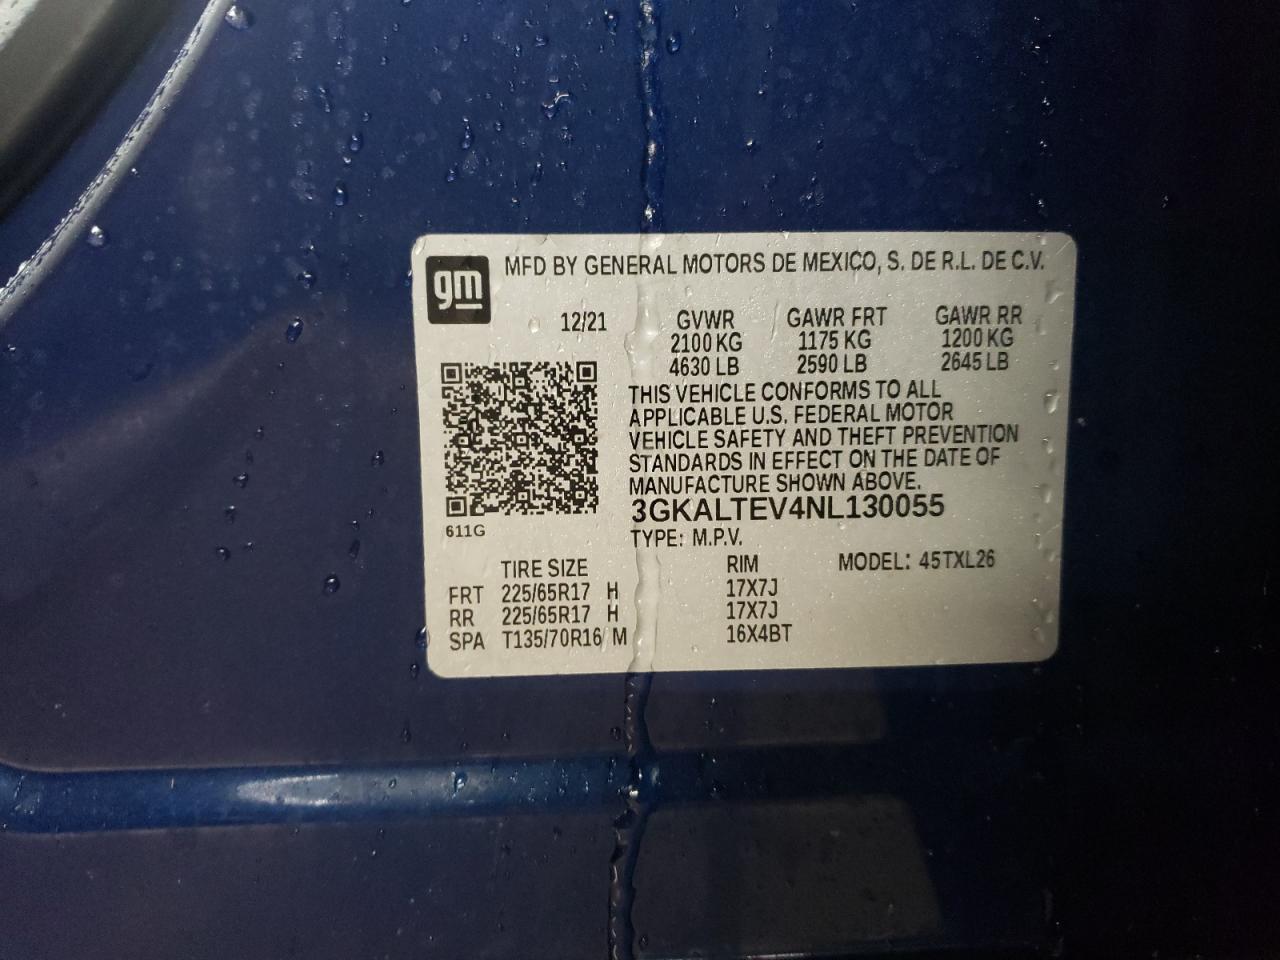 gm MFD BY GENERAL MOTORS DE MEXICO, S. DE R.L. DE C.V.
12/21 GVWR GAWR FRT GAWR RR
2100 KG 1175 KG 1200 KG
4630 LB 2590 LB 2645 LB
THIS VEHICLE CONFORMS TO ALL
APPLICABLE U.S. FEDERAL MOTOR
VEHICLE SAFETY AND THEFT PREVENTION
STANDARDS IN EFFECT ON THE DATE OF
MANUFACTURE SHOWN ABOVE.
3GKALTEV4NL130055
611G
TYPE: M.P.V.
TIRE SIZE RIM MODEL: 45TXL26
FRT 225/65R17 H 17X7J
RR 225/65R17 H 17X7J
SPA T135/70R16 M 16X4BT